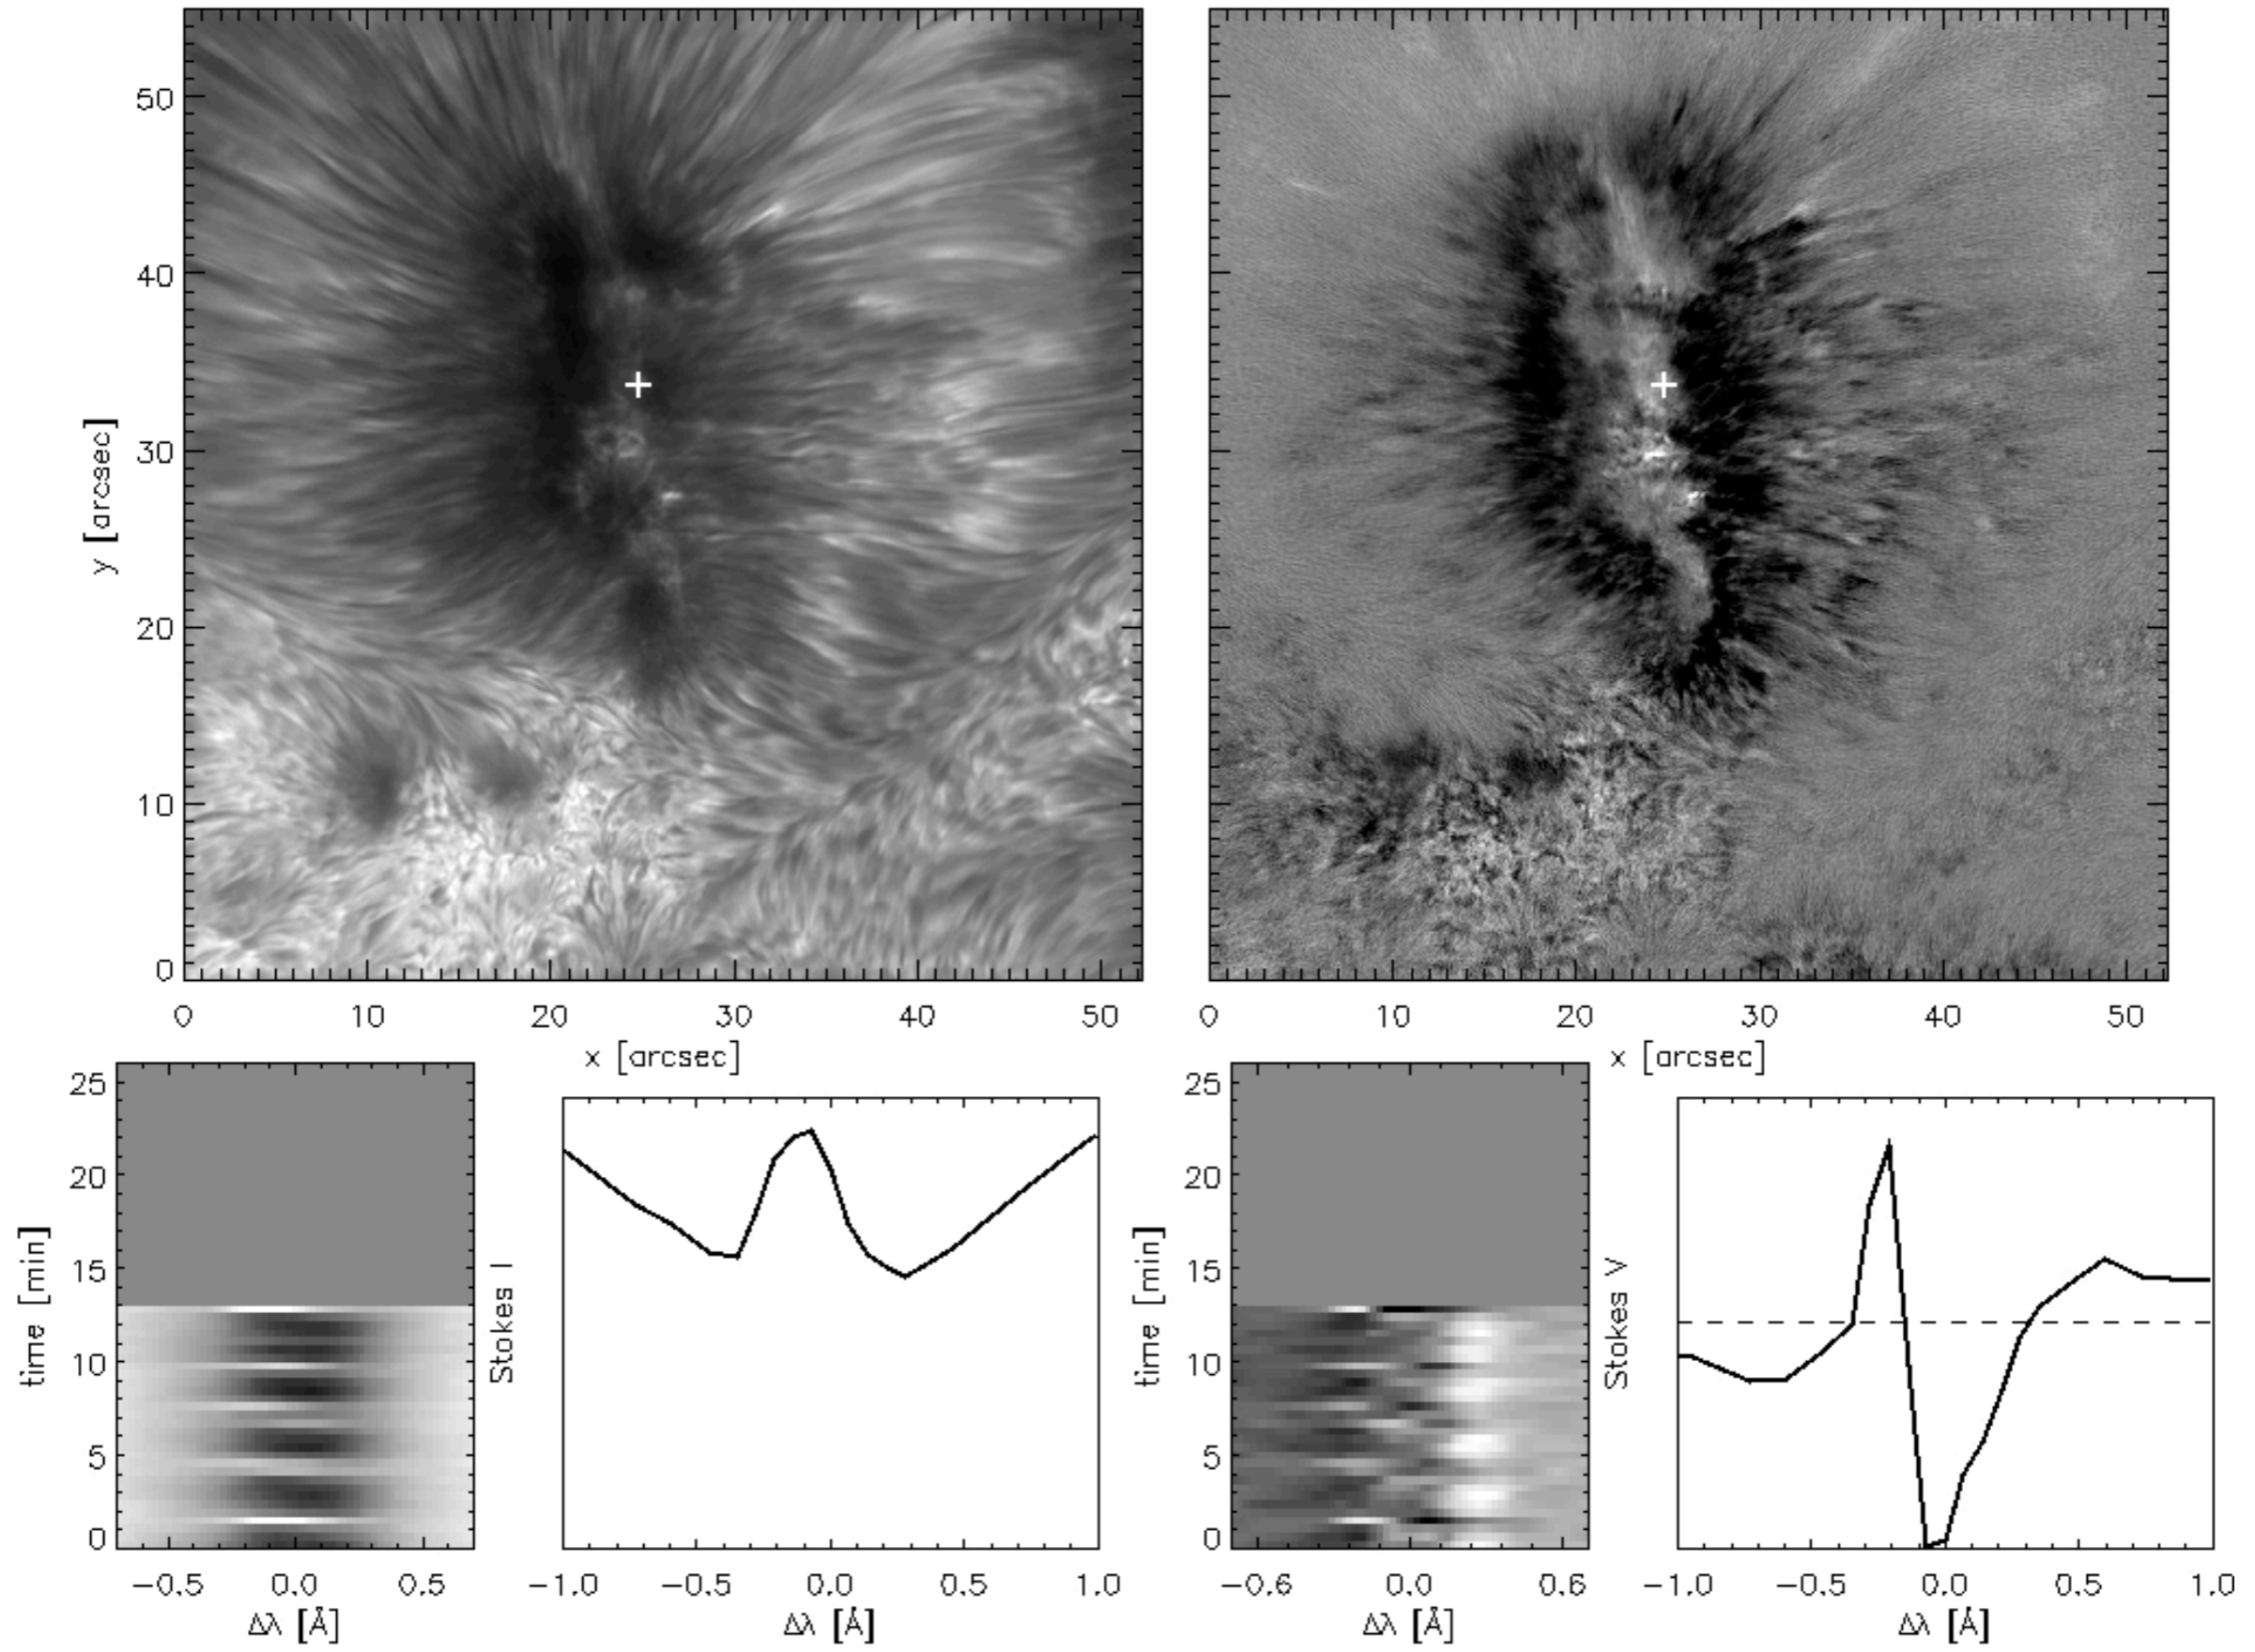 50
40
30
20
10
0
y [arcsec]
0 10 20 30 40 50
x [arcsec]
0 10 20 30 40 50
x [arcsec]
25
20
15
10
5
0
time [min]
−0.5 0.0 0.5
Δλ [Å]
Stokes I
−1.0 −0.5 0.0 0.5 1.0
Δλ [Å]
25
20
15
10
5
0
time [min]
−0.6 0.0 0.6
Δλ [Å]
Stokes V
−1.0 −0.5 0.0 0.5 1.0
Δλ [Å]